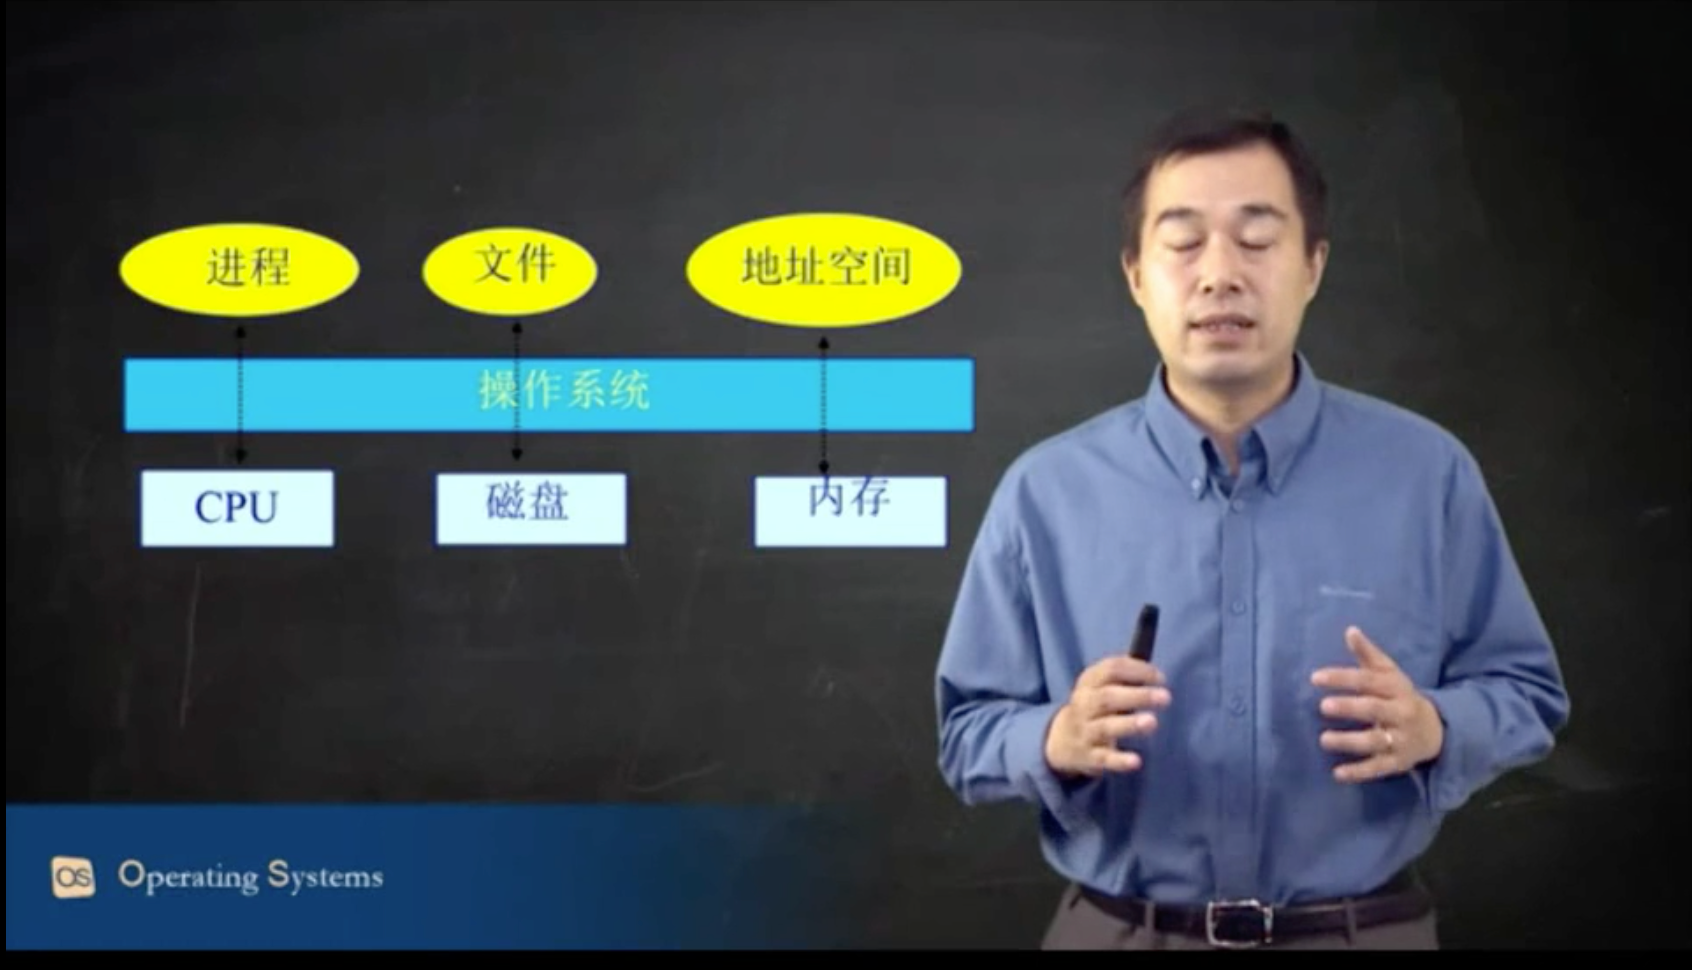 进程
文件
地址空间
操作系统
CPU
磁盘
内存
OS
Operating Systems